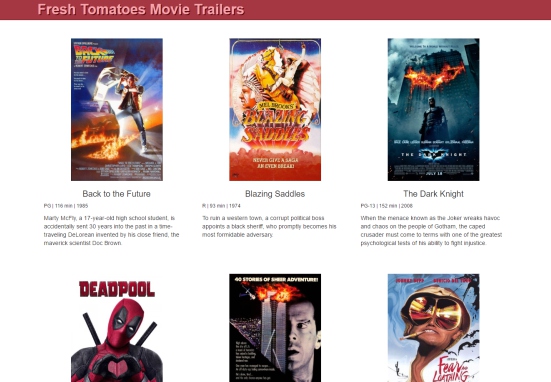 Fresh Tomatoes Movie Trailers
BACK TO THE FUTURE
MEL BROOKS'
BLAZING
SADDLES
NEVER GIVE A SAGA
AN EVEN BREAK!
THE DARK KNIGHT
JULY 18
Back to the Future
Blazing Saddles
The Dark Knight
PG | 116 min | 1985
R | 93 min | 1974
PG-13 | 152 min | 2008
Marty McFly, a 17-year-old high school student, is
accidentally sent 30 years into the past in a time-
traveling DeLorean invented by his close friend, the
maverick scientist Doc Brown.
To ruin a western town, a corrupt political boss
appoints a black sheriff, who promptly becomes his
most formidable adversary.
When the menace known as the Joker wreaks havoc
and chaos on the people of Gotham, the caped
crusader must come to terms with one of the greatest
psychological tests of his ability to fight injustice.
DEADPOOL
40 STORIES OF SHEER ADVENTURE!
FEAR AND
LOATHING